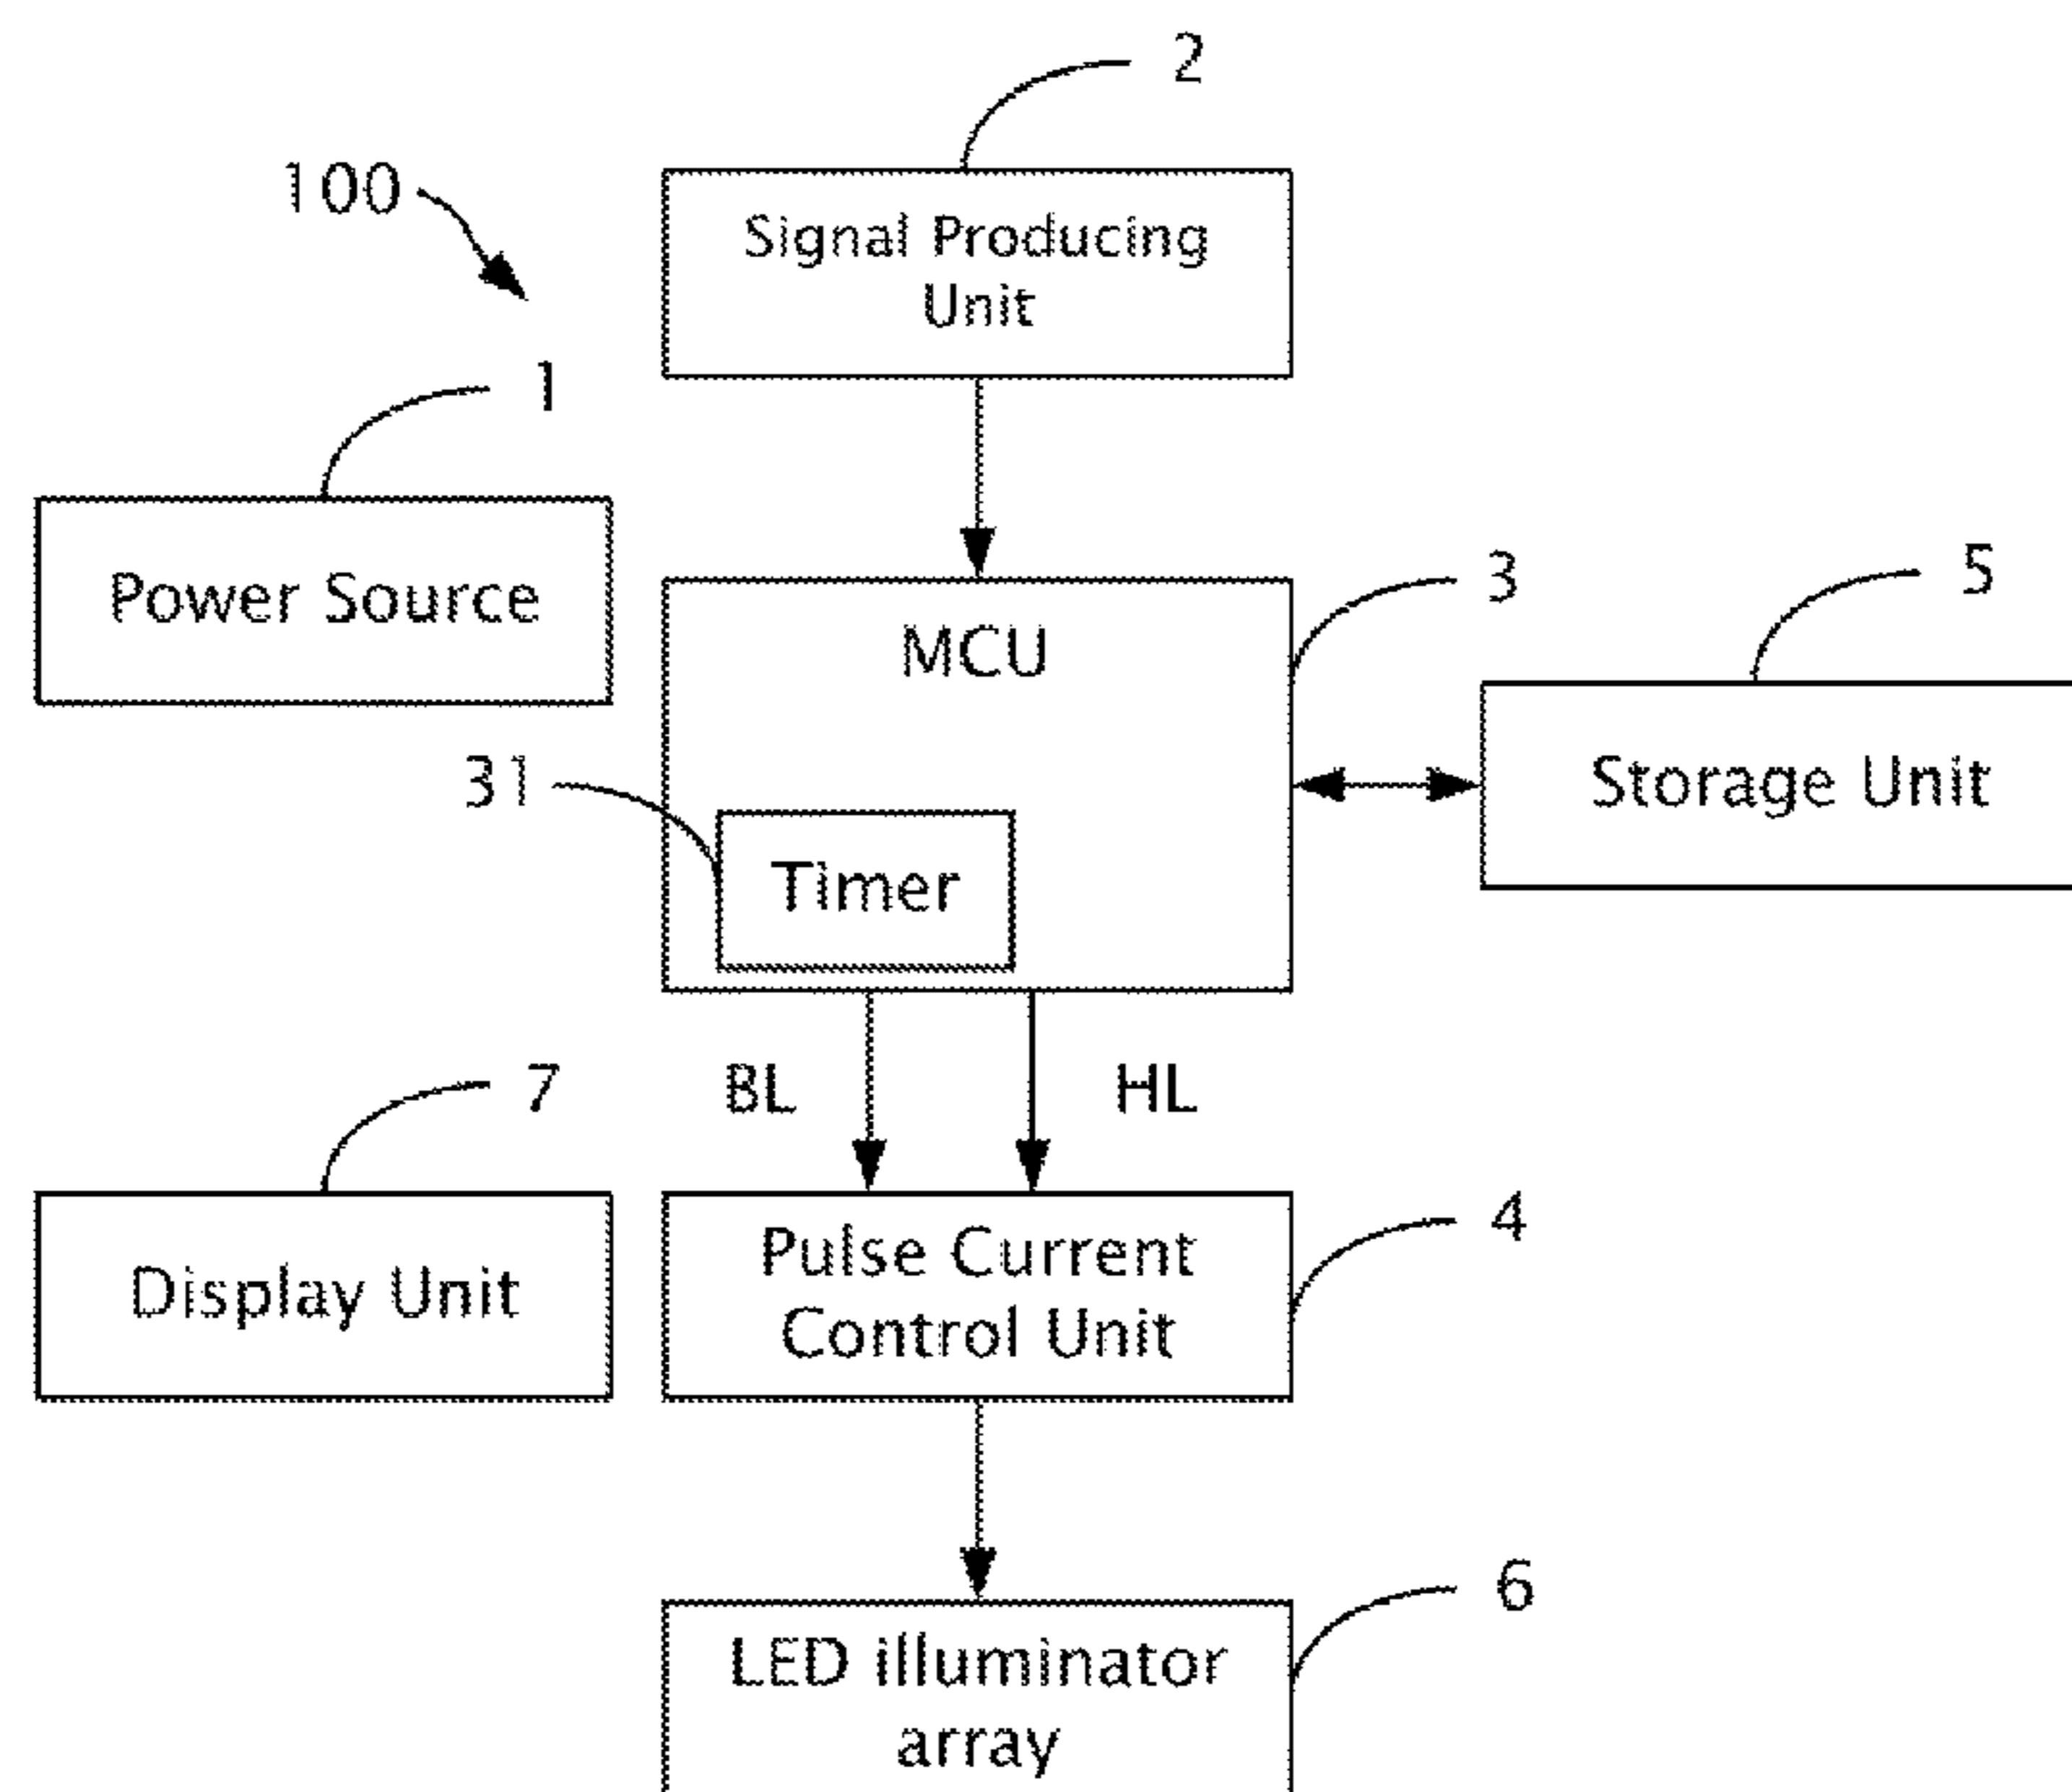 2
100
Signal Producing
Unit
1
Power Source
3
MCU
5
Storage Unit
31
Timer
BL
HL
7
Display Unit
4
Pulse Current
Control Unit
6
LED illuminator
array